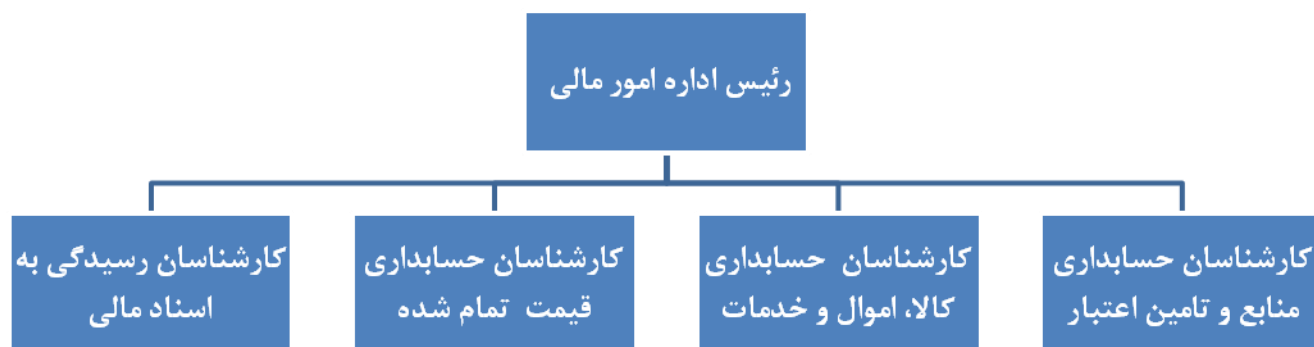 رئیس اداره امور مالی
کارشناسان حسابداری
منابع و تامین اعتبار
کارشناسان حسابداری
کالا، اموال و خدمات
کارشناسان حسابداری
قیمت تمام شده
کارشناسان رسیدگی به
اسناد مالی